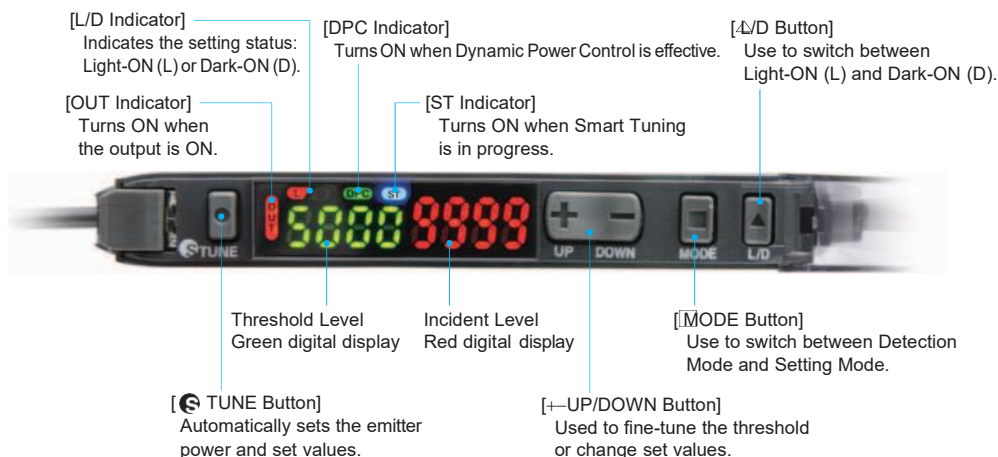 [L/D Indicator]
Indicates the setting status:
Light-ON (L) or Dark-ON (D).
[DPC Indicator]
Turns ON when Dynamic Power Control is effective.
[△L/D Button]
Use to switch between
Light-ON (L) and Dark-ON (D).
[OUT Indicator]
Turns ON when
the output is ON.
[ST Indicator]
Turns ON when Smart Tuning
is in progress.
L
DPC
ST
OUT
5000
9999
S TUNE
UP
DOWN
MODE
L/D
Threshold Level
Green digital display
Incident Level
Red digital display
[□MODE Button]
Use to switch between Detection
Mode and Setting Mode.
[S TUNE Button]
Automatically sets the emitter
power and set values.
[+−UP/DOWN Button]
Used to fine-tune the threshold
or change set values.